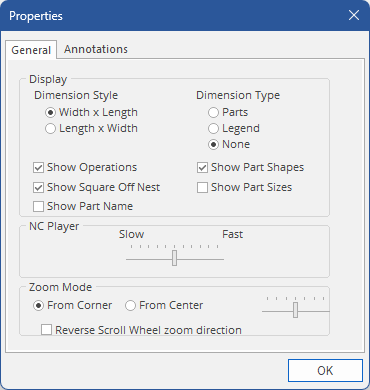 Properties
General Annotations
Display
Dimension Style Dimension Type
Width x Length Parts
Length x Width Legend
None
Show Operations Show Part Shapes
Show Square Off Nest Show Part Sizes
Show Part Name
NC Player
Slow Fast
Zoom Mode
From Corner From Center
Reverse Scroll Wheel zoom direction
OK